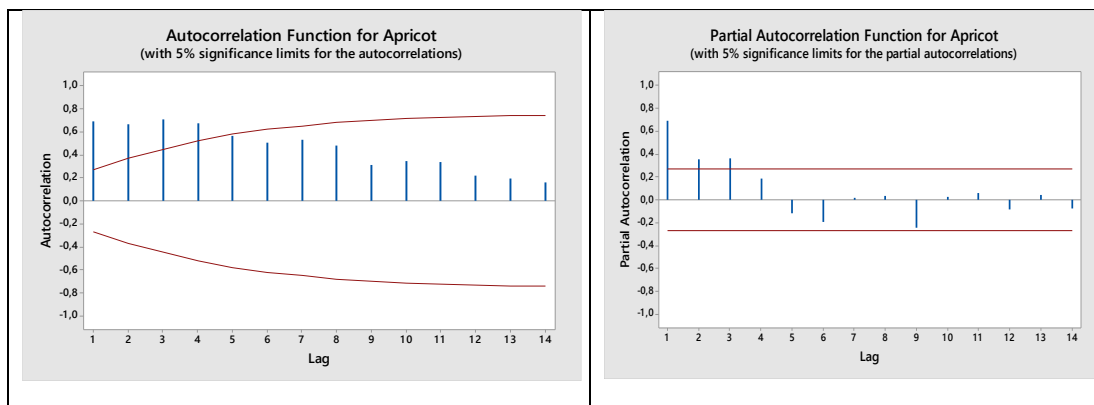 Autocorrelation Function for Apricot
(with 5% significance limits for the autocorrelations)
1,0
0,8
0,6
0,4
0,2
0,0
-0,2
-0,4
-0,6
-0,8
-1,0
Autocorrelation
1 2 3 4 5 6 7 8 9 10 11 12 13 14
Lag
Partial Autocorrelation Function for Apricot
(with 5% significance limits for the partial autocorrelations)
1,0
0,8
0,6
0,4
0,2
0,0
-0,2
-0,4
-0,6
-0,8
-1,0
Partial Autocorrelation
1 2 3 4 5 6 7 8 9 10 11 12 13 14
Lag